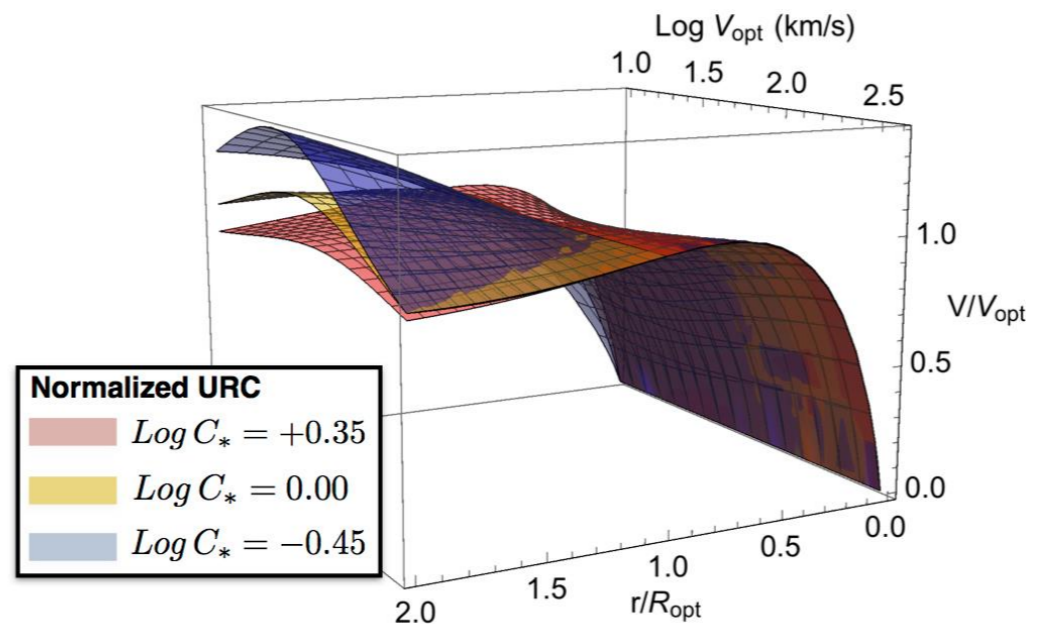 Log V_opt (km/s)
1.0 1.5 2.0 2.5
1.0
V/V_opt
0.5
0.0
0.0
0.5
1.0
r/R_opt
1.5
2.0
Normalized URC
Log C_* = +0.35
Log C_* = 0.00
Log C_* = −0.45